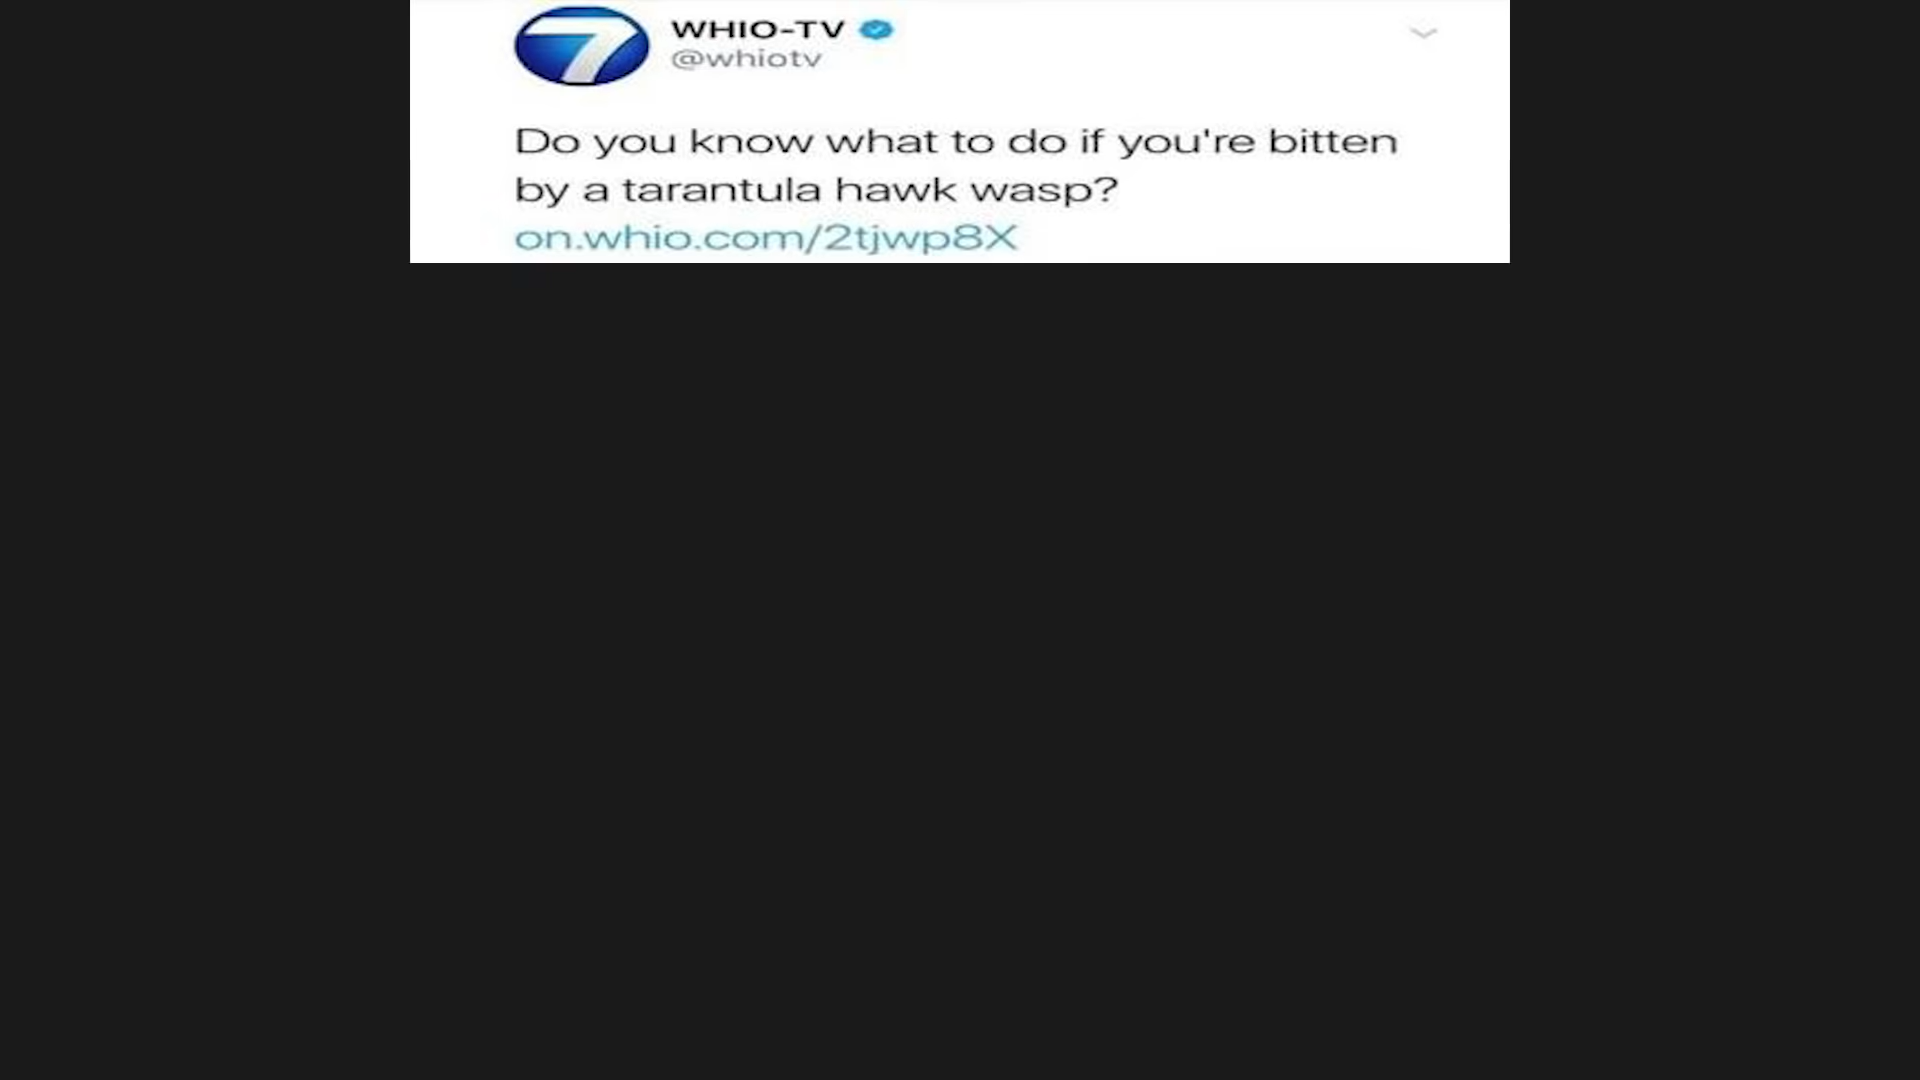 7
WHIO-TV
@whiotv
Do you know what to do if you're bitten
by a tarantula hawk wasp?
on.whio.com/2tjwp8X